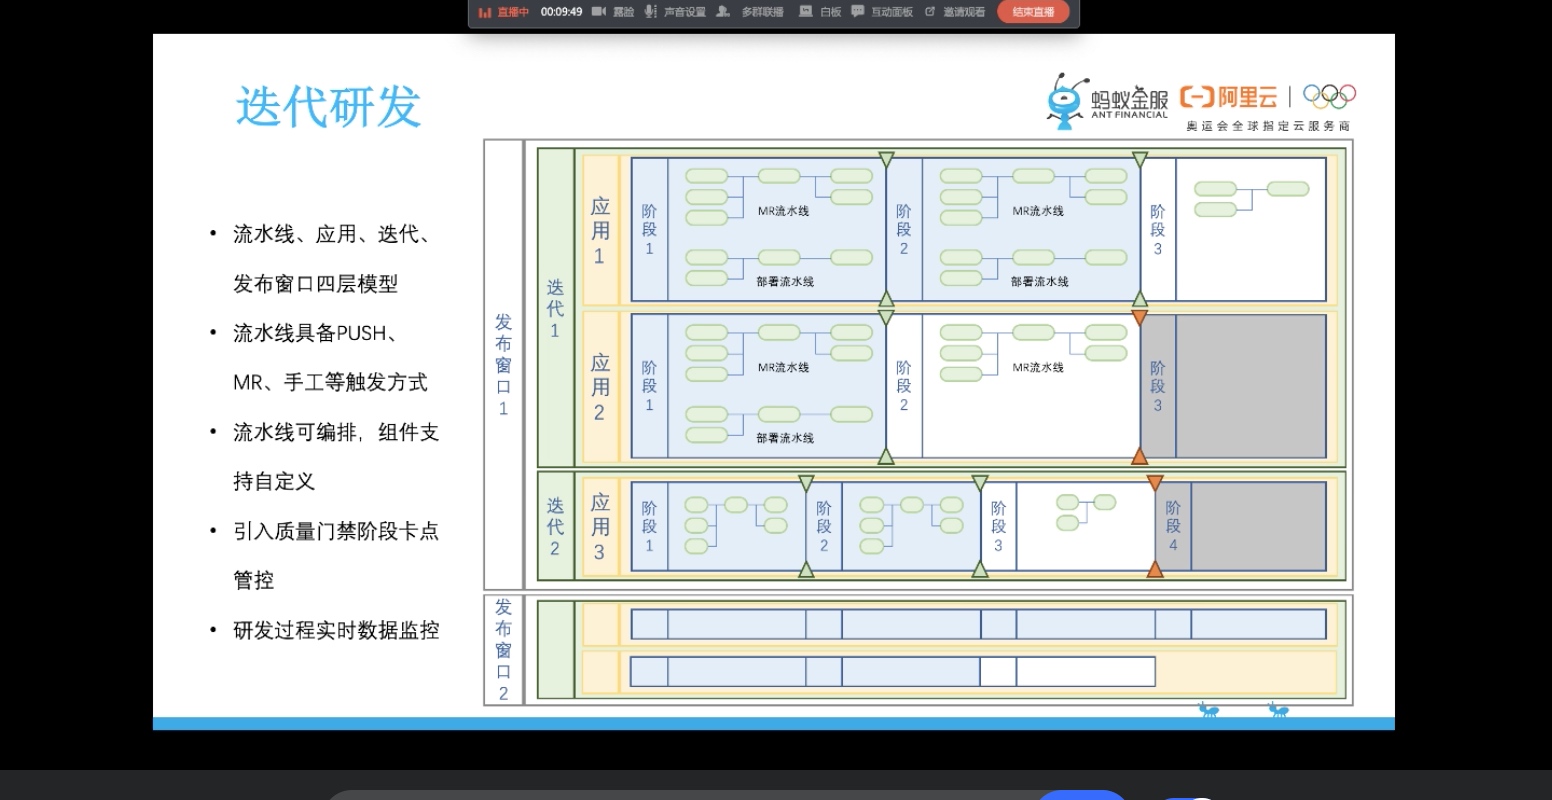 直播中 00:09:49 露脸 声音设置 多群联播 白板 互动面板 邀请观看 结束直播
迭代研发
蚂蚁金服
ANT FINANCIAL
阿里云
奥运会全球指定云服务商
流水线、应用、迭代、
发布窗口四层模型
流水线具备PUSH、
MR、手工等触发方式
流水线可编排，组件支
持自定义
引入质量门禁阶段卡点
管控
研发过程实时数据监控
发布窗口1
迭代1
应用1
阶段1
MR流水线
部署流水线
阶段2
MR流水线
部署流水线
阶段3
应用2
阶段1
MR流水线
部署流水线
阶段2
MR流水线
阶段3
迭代2
应用3
阶段1
阶段2
阶段3
阶段4
发布窗口2